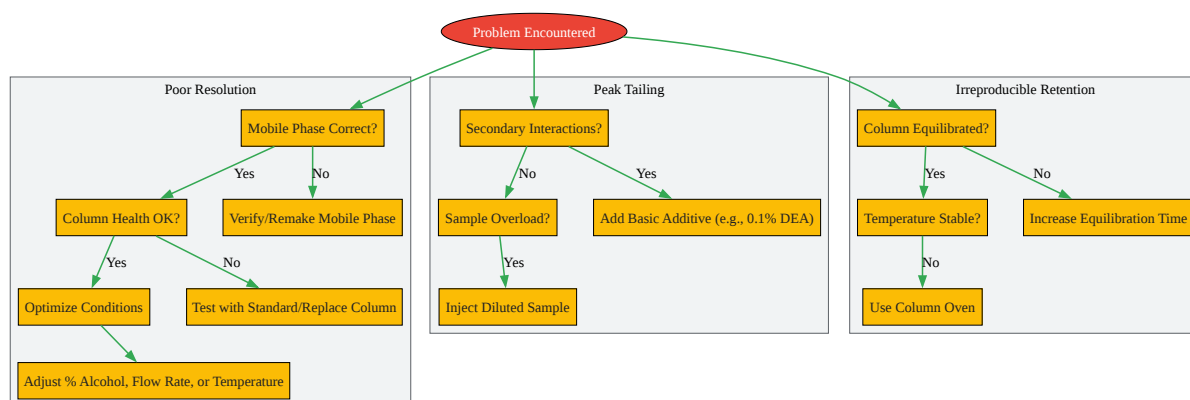 Problem Encountered
Poor Resolution
Mobile Phase Correct?
Yes
No
Column Health OK?
Verify/Remake Mobile Phase
Yes
No
Optimize Conditions
Test with Standard/Replace Column
Adjust % Alcohol, Flow Rate, or Temperature
Peak Tailing
Secondary Interactions?
No
Yes
Sample Overload?
Add Basic Additive (e.g., 0.1% DEA)
Yes
Inject Diluted Sample
Irreproducible Retention
Column Equilibrated?
Yes
No
Temperature Stable?
Increase Equilibration Time
No
Use Column Oven